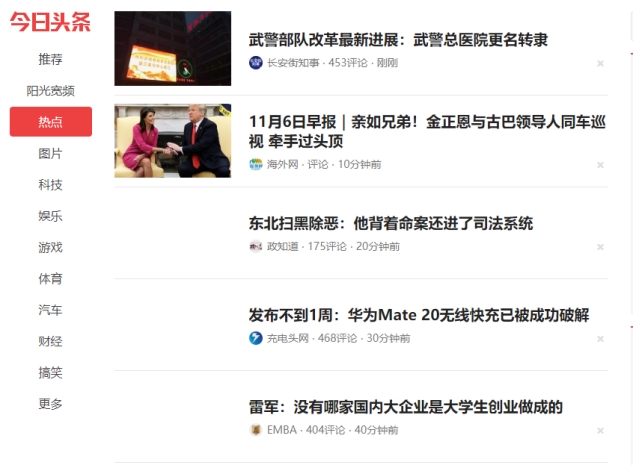 今日头条
推荐
阳光宽频
热点
图片
科技
娱乐
游戏
体育
汽车
财经
搞笑
更多
武警部队改革最新进展：武警总医院更名转隶
长安街知事 · 453评论 · 刚刚
11月6日早报｜亲如兄弟！金正恩与古巴领导人同车巡
视 牵手过头顶
海外网 · 评论 · 10分钟前
东北扫黑除恶：他背着命案还进了司法系统
政知道 · 175评论 · 20分钟前
发布不到1周：华为Mate 20无线快充已被成功破解
充电头网 · 468评论 · 30分钟前
雷军：没有哪家国内大企业是大学生创业做成的
EMBA · 404评论 · 40分钟前